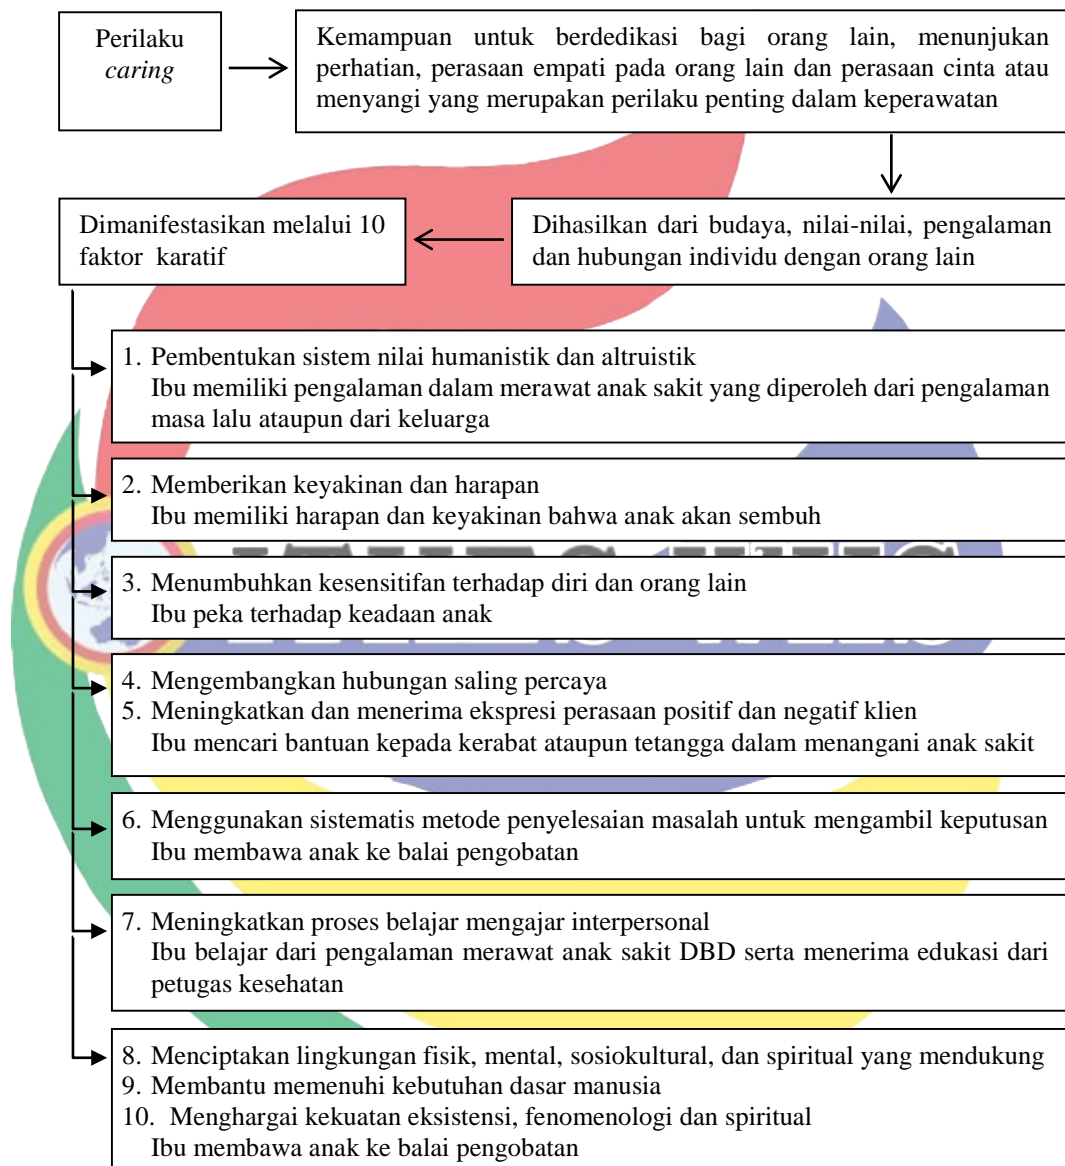 Perilaku
caring
Kemampuan untuk berdedikasi bagi orang lain, menunjukan
perhatian, perasaan empati pada orang lain dan perasaan cinta atau
menyangi yang merupakan perilaku penting dalam keperawatan
Dimanifestasikan melalui 10
faktor karatif
Dihasilkan dari budaya, nilai-nilai, pengalaman
dan hubungan individu dengan orang lain
1. Pembentukan sistem nilai humanistik dan altruistik
Ibu memiliki pengalaman dalam merawat anak sakit yang diperoleh dari pengalaman
masa lalu ataupun dari keluarga
2. Memberikan keyakinan dan harapan
Ibu memiliki harapan dan keyakinan bahwa anak akan sembuh
3. Menumbuhkan kesensitifan terhadap diri dan orang lain
Ibu peka terhadap keadaan anak
4. Mengembangkan hubungan saling percaya
5. Meningkatkan dan menerima ekspresi perasaan positif dan negatif klien
Ibu mencari bantuan kepada kerabat ataupun tetangga dalam menangani anak sakit
6. Menggunakan sistematis metode penyelesaian masalah untuk mengambil keputusan
Ibu membawa anak ke balai pengobatan
7. Meningkatkan proses belajar mengajar interpersonal
Ibu belajar dari pengalaman merawat anak sakit DBD serta menerima edukasi dari
petugas kesehatan
8. Menciptakan lingkungan fisik, mental, sosiokultural, dan spiritual yang mendukung
9. Membantu memenuhi kebutuhan dasar manusia
10. Menghargai kekuatan eksistensi, fenomenologi dan spiritual
Ibu membawa anak ke balai pengobatan